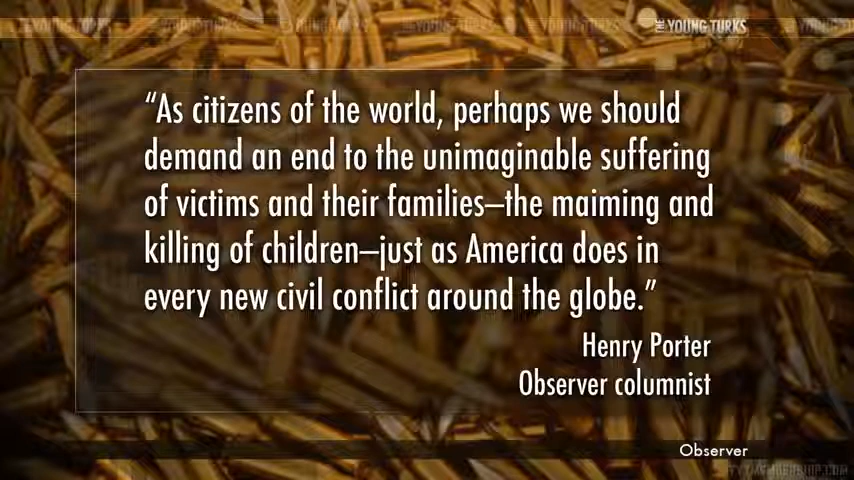 THE YOUNG TURKS
“As citizens of the world, perhaps we should
demand an end to the unimaginable suffering
of victims and their families—the maiming and
killing of children—just as America does in
every new civil conflict around the globe.”
Henry Porter
Observer columnist
Observer